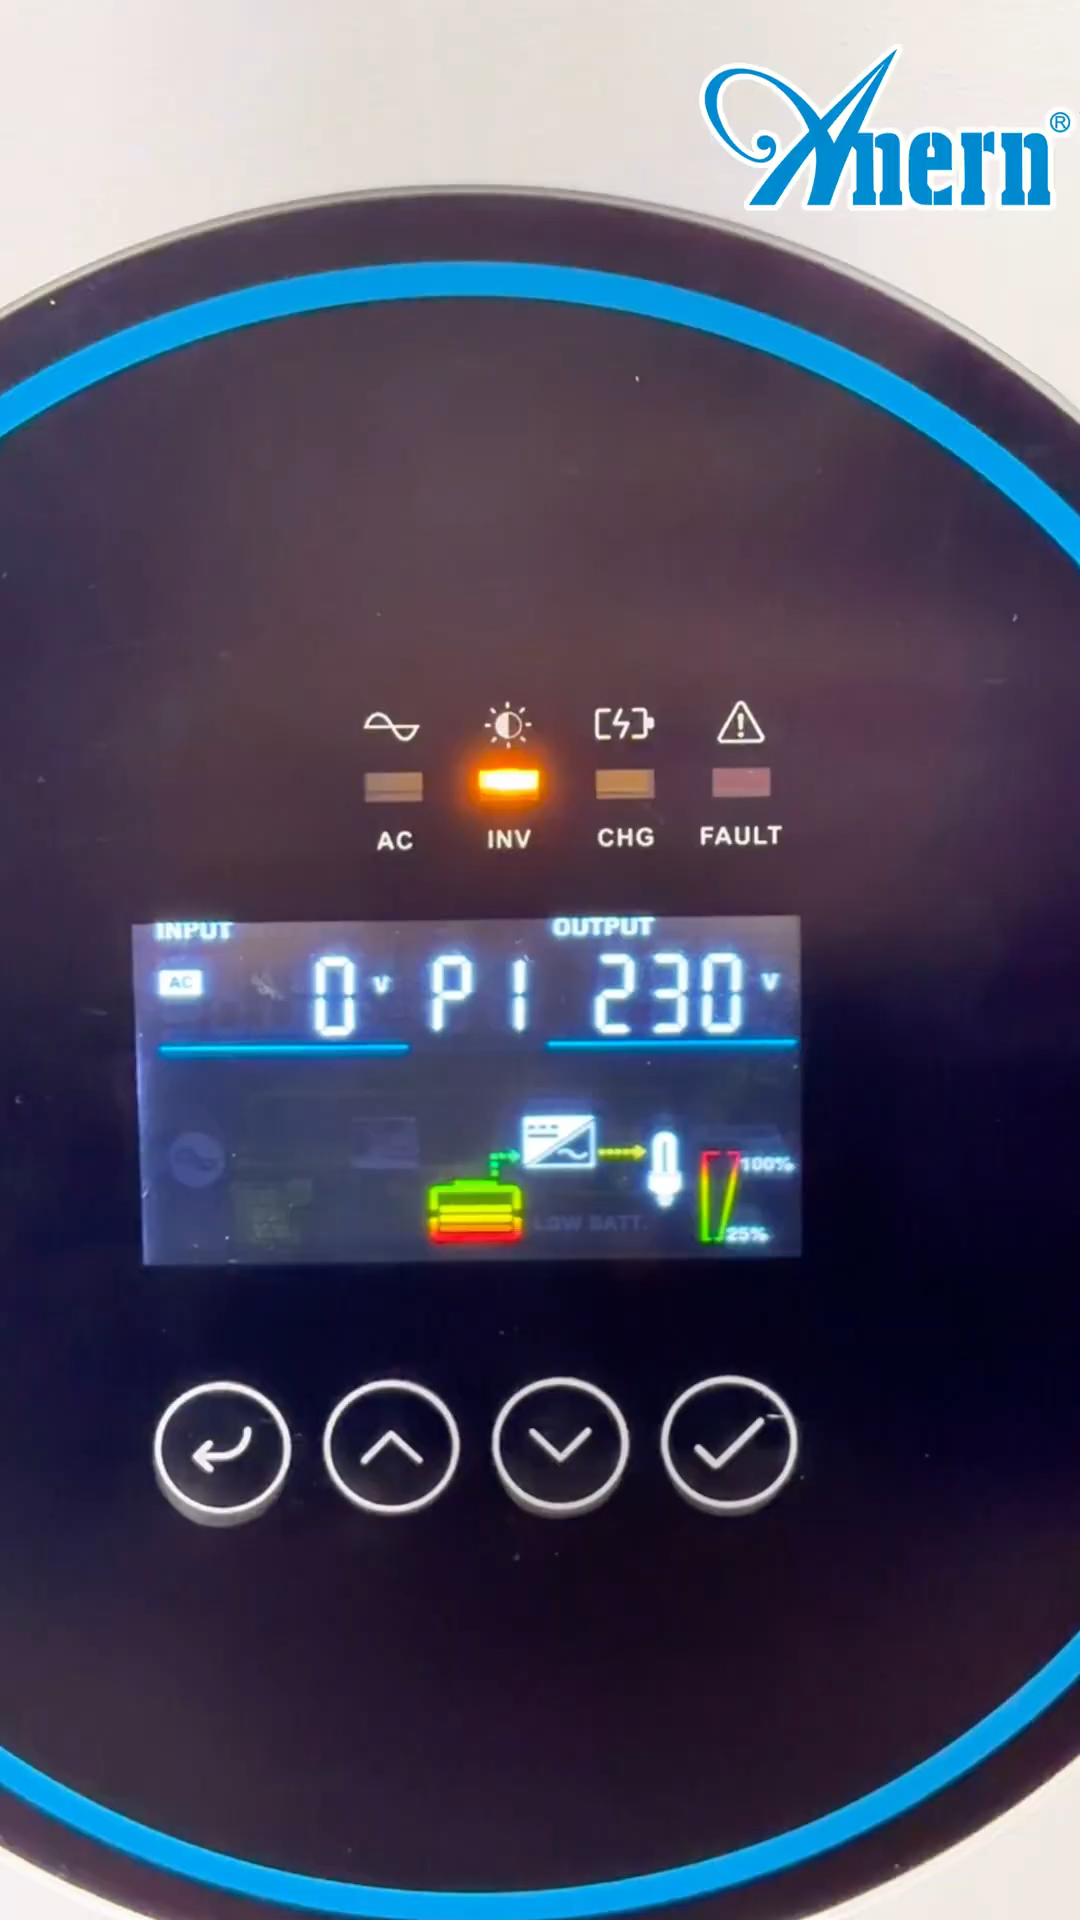 Anern®
AC INV CHG FAULT
INPUT OUTPUT
AC 0 V P1 230 V
100%
LOW BATT.
25%